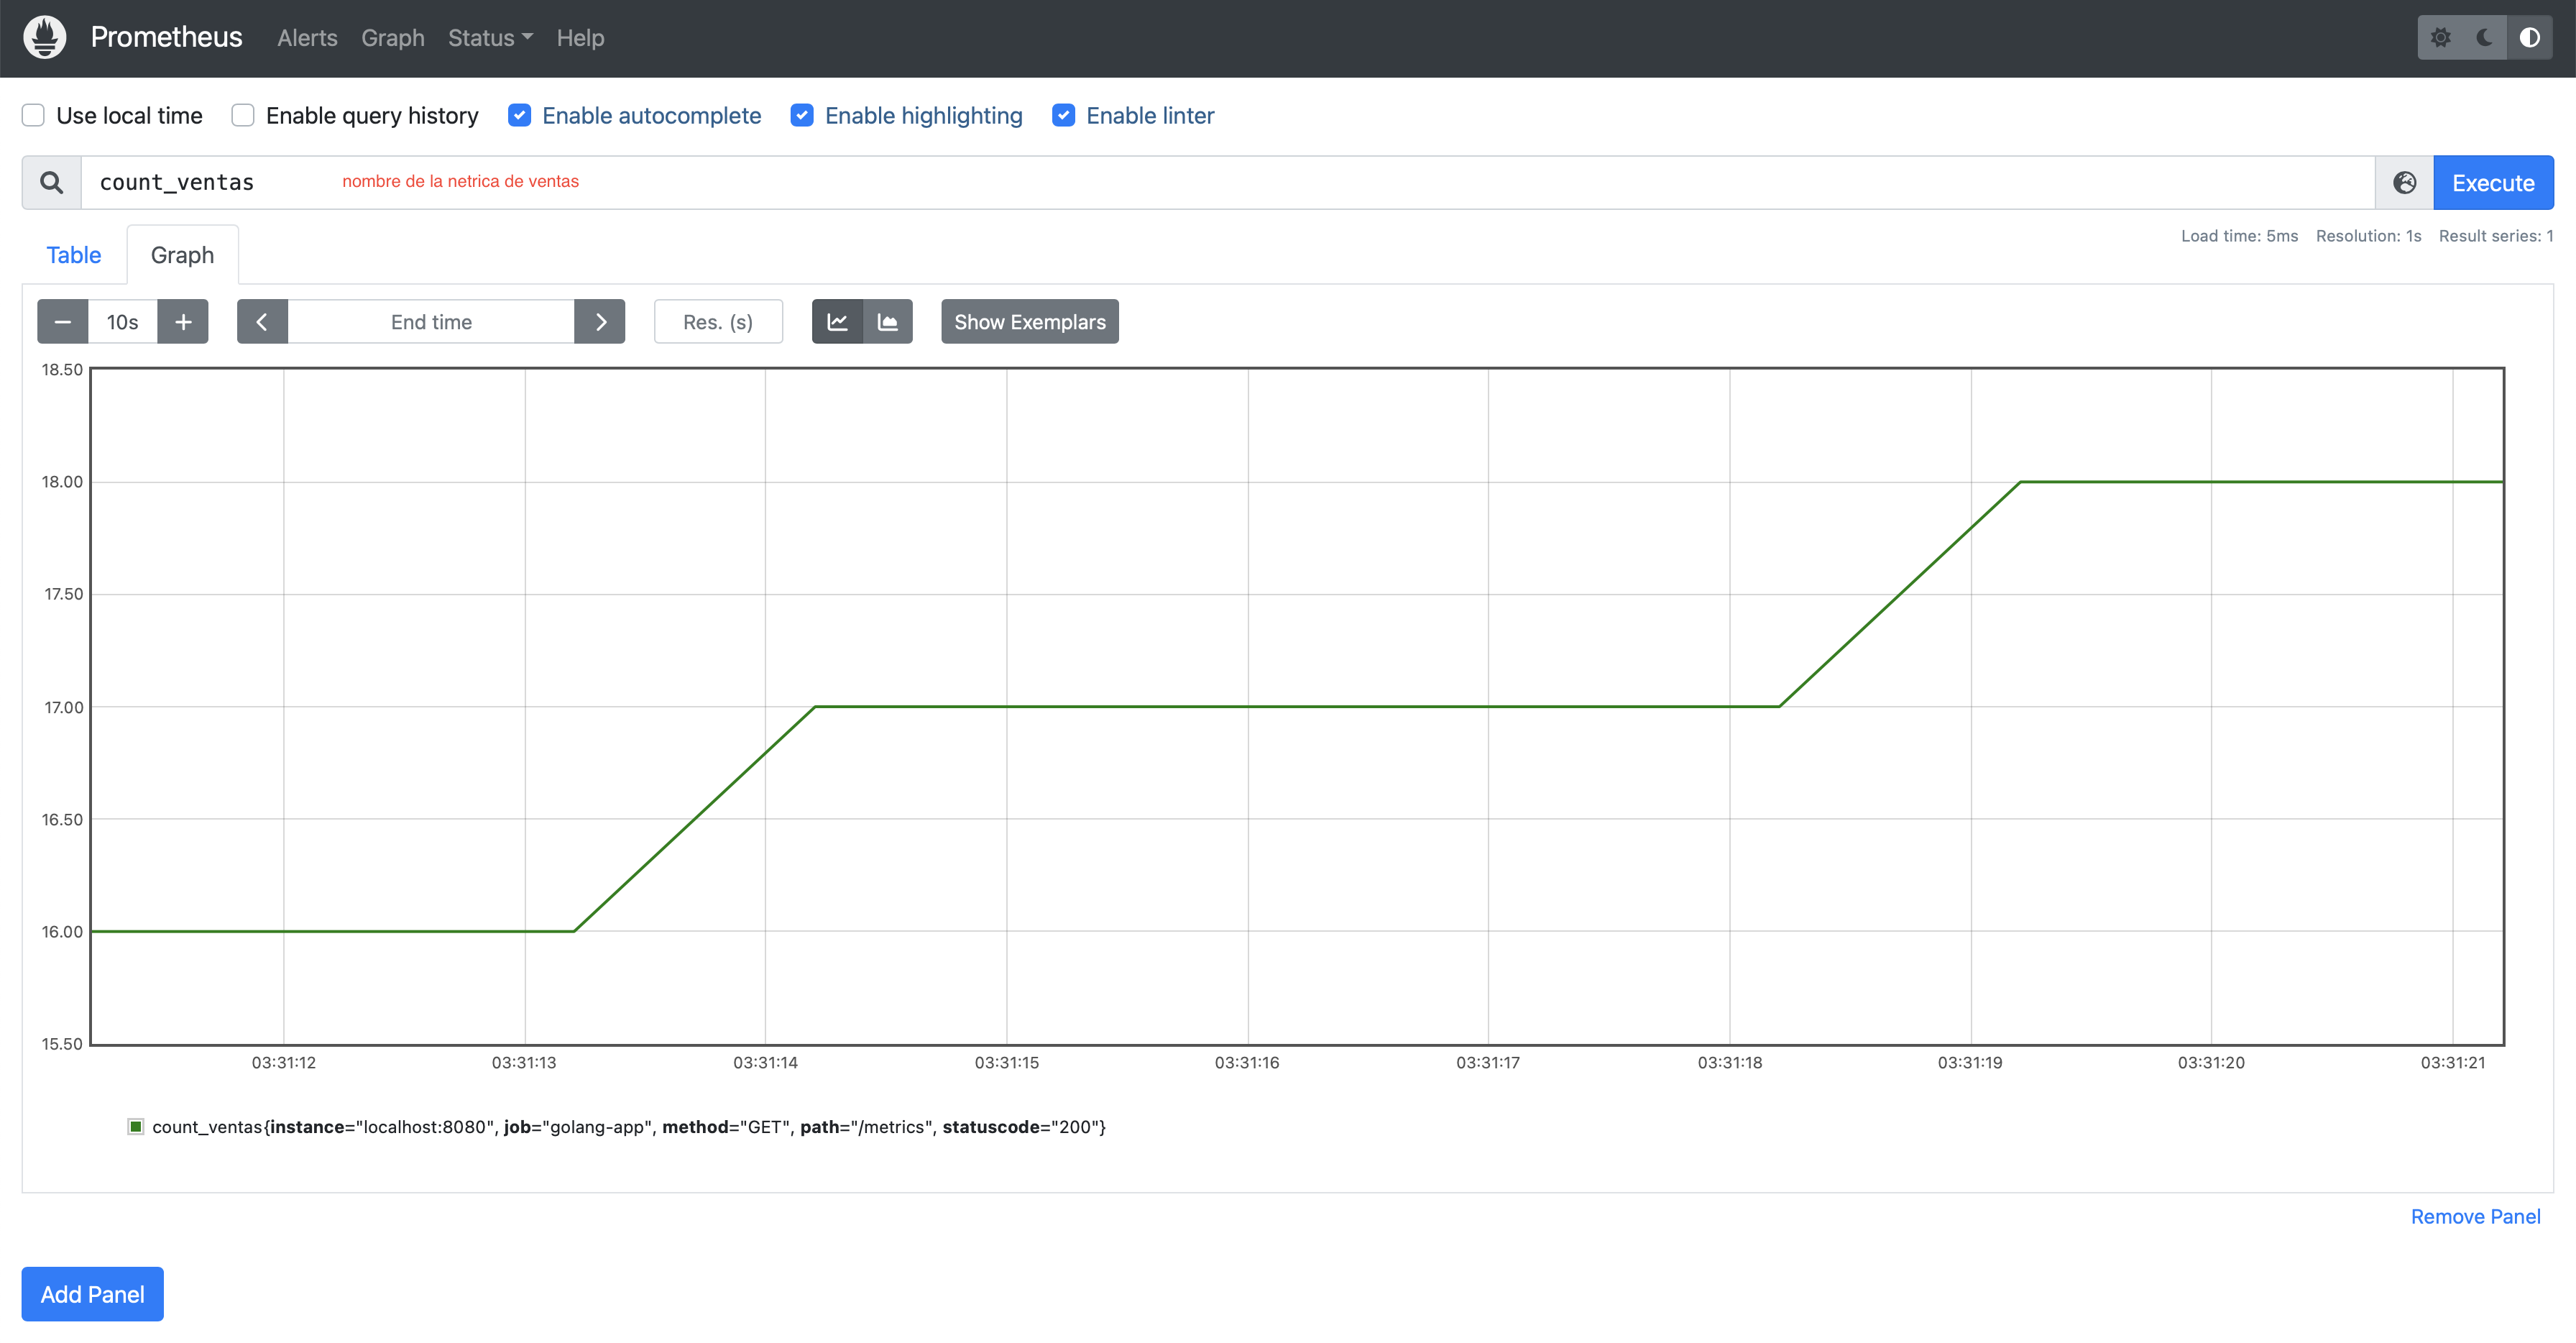 Prometheus Alerts Graph Status Help
Use local time Enable query history Enable autocomplete Enable highlighting Enable linter
count_ventas nombre de la netrica de ventas Execute
Table Graph Load time: 5ms Resolution: 1s Result series: 1
10s End time Res. (s) Show Exemplars
18.50
18.00
17.50
17.00
16.50
16.00
15.50
03:31:12 03:31:13 03:31:14 03:31:15 03:31:16 03:31:17 03:31:18 03:31:19 03:31:20 03:31:21
count_ventas{instance="localhost:8080", job="golang-app", method="GET", path="/metrics", statuscode="200"}
Remove Panel
Add Panel